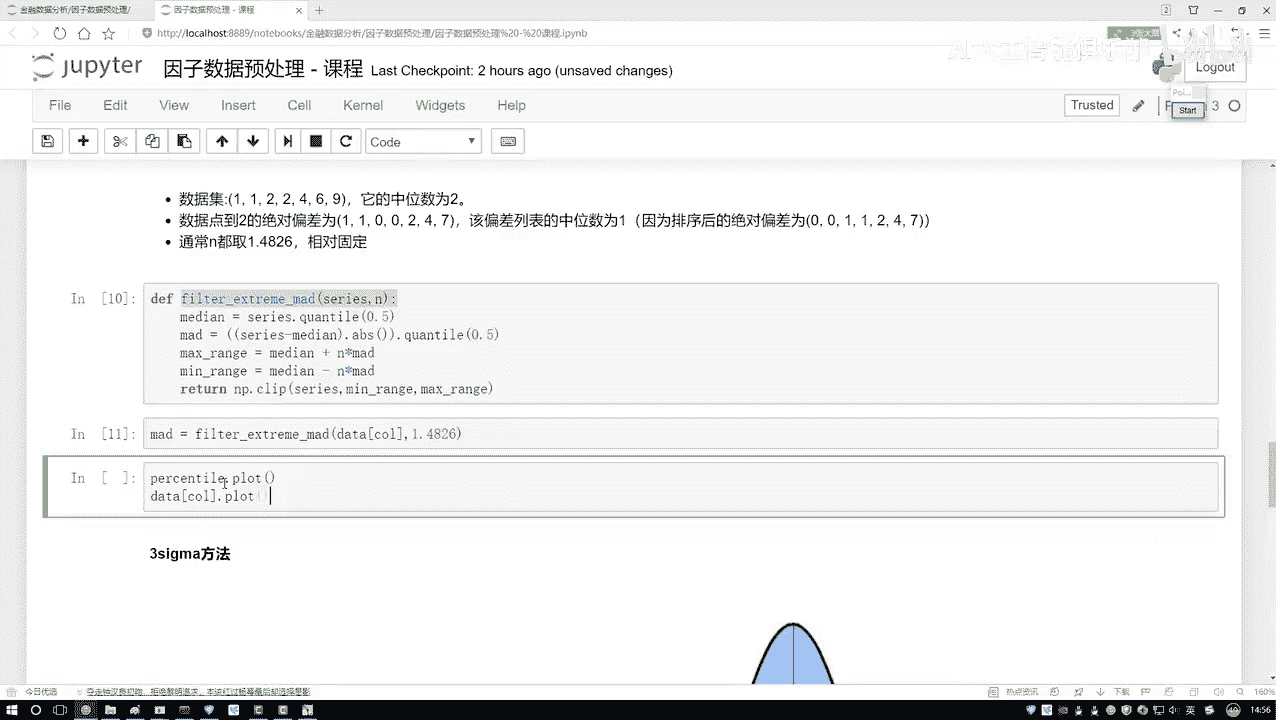 金融数据分析/因子数据预处理/
因子数据预处理 - 课程
http://localhost:8889/notebooks/金融数据分析/因子数据预处理/因子数据预处理%20-%20课程.ipynb
jupyter 因子数据预处理 - 课程 Last Checkpoint: 2 hours ago (unsaved changes)
Logout
File Edit View Insert Cell Kernel Widgets Help
Trusted
3
Poi...
Start
Code
数据集:(1, 1, 2, 2, 4, 6, 9)，它的中位数为2。
数据点到2的绝对偏差为(1, 1, 0, 0, 2, 4, 7)，该偏差列表的中位数为1（因为排序后的绝对偏差为(0, 0, 1, 1, 2, 4, 7)）
通常n都取1.4826，相对固定
In [10]:
def filter_extreme_mad(series,n):
median = series.quantile(0.5)
mad = ((series-median).abs()).quantile(0.5)
max_range = median + n*mad
min_range = median - n*mad
return np.clip(series,min_range,max_range)
In [11]:
mad = filter_extreme_mad(data[col],1.4826)
In [ ]:
percentile.plot()
data[col].plot()
3sigma方法
今日优选
热点资讯
下载
160%
英
14:56